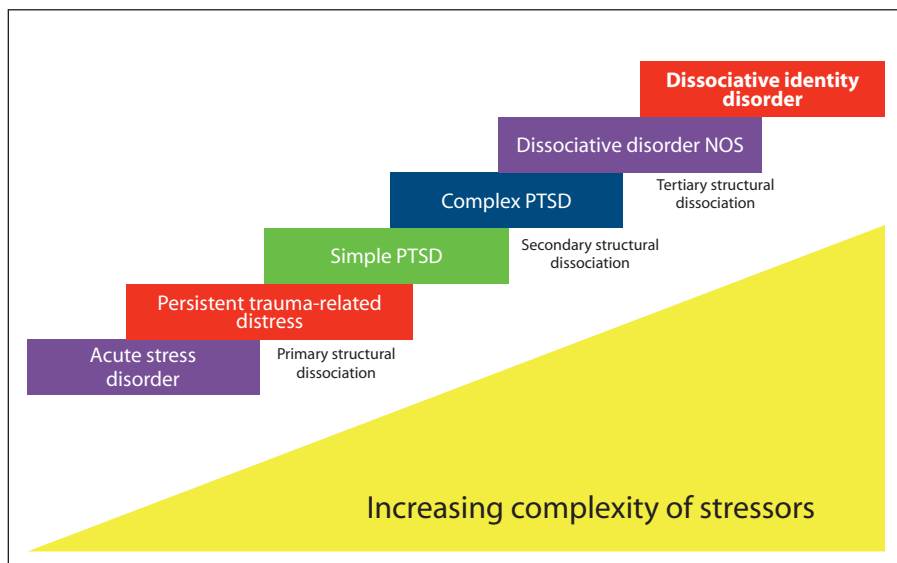 Dissociative identity
disorder
Dissociative disorder NOS
Tertiary structural
dissociation
Complex PTSD
Secondary structural
dissociation
Simple PTSD
Persistent trauma-related
distress
Primary structural
dissociation
Acute stress
disorder
Increasing complexity of stressors